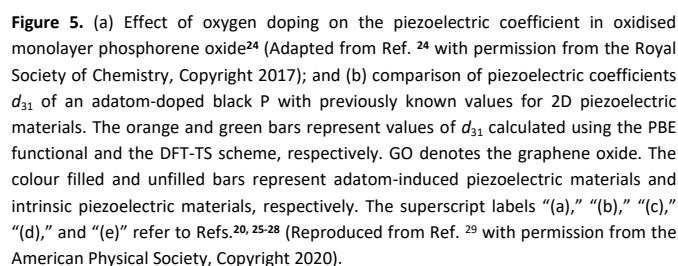 Figure 5. (a) Effect of oxygen doping on the piezoelectric coefficient in oxidised
monolayer phosphorene oxide24 (Adapted from Ref. 24 with permission from the Royal
Society of Chemistry, Copyright 2017); and (b) comparison of piezoelectric coefficients
d31 of an adatom-doped black P with previously known values for 2D piezoelectric
materials. The orange and green bars represent values of d31 calculated using the PBE
functional and the DFT-TS scheme, respectively. GO denotes the graphene oxide. The
colour filled and unfilled bars represent adatom-induced piezoelectric materials and
intrinsic piezoelectric materials, respectively. The superscript labels “(a),” “(b),” “(c),”
“(d),” and “(e)” refer to Refs.20, 25-28 (Reproduced from Ref. 29 with permission from the
American Physical Society, Copyright 2020).